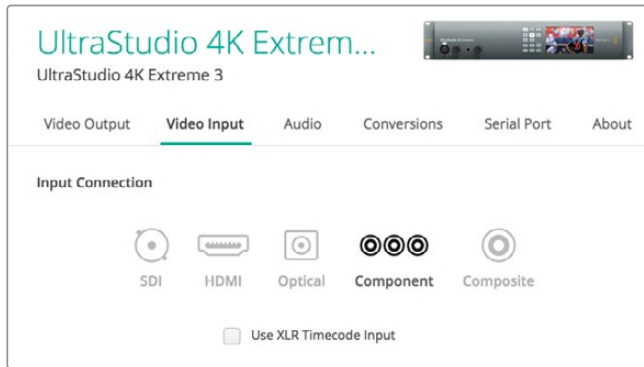 UltraStudio 4K Extrem...
UltraStudio 4K Extreme 3
Video Output Video Input Audio Conversions Serial Port About
Input Connection
SDI HDMI Optical Component Composite
Use XLR Timecode Input